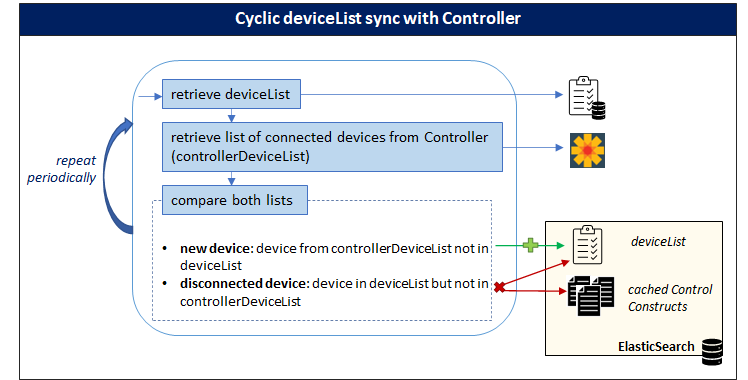 Cyclic deviceList sync with Controller
retrieve deviceList
retrieve list of connected devices from Controller
(controllerDeviceList)
repeat
periodically
compare both lists
• new device: device from controllerDeviceList not in
deviceList
• disconnected device: device in deviceList but not in
controllerDeviceList
deviceList
cached Control
Constructs
ElasticSearch